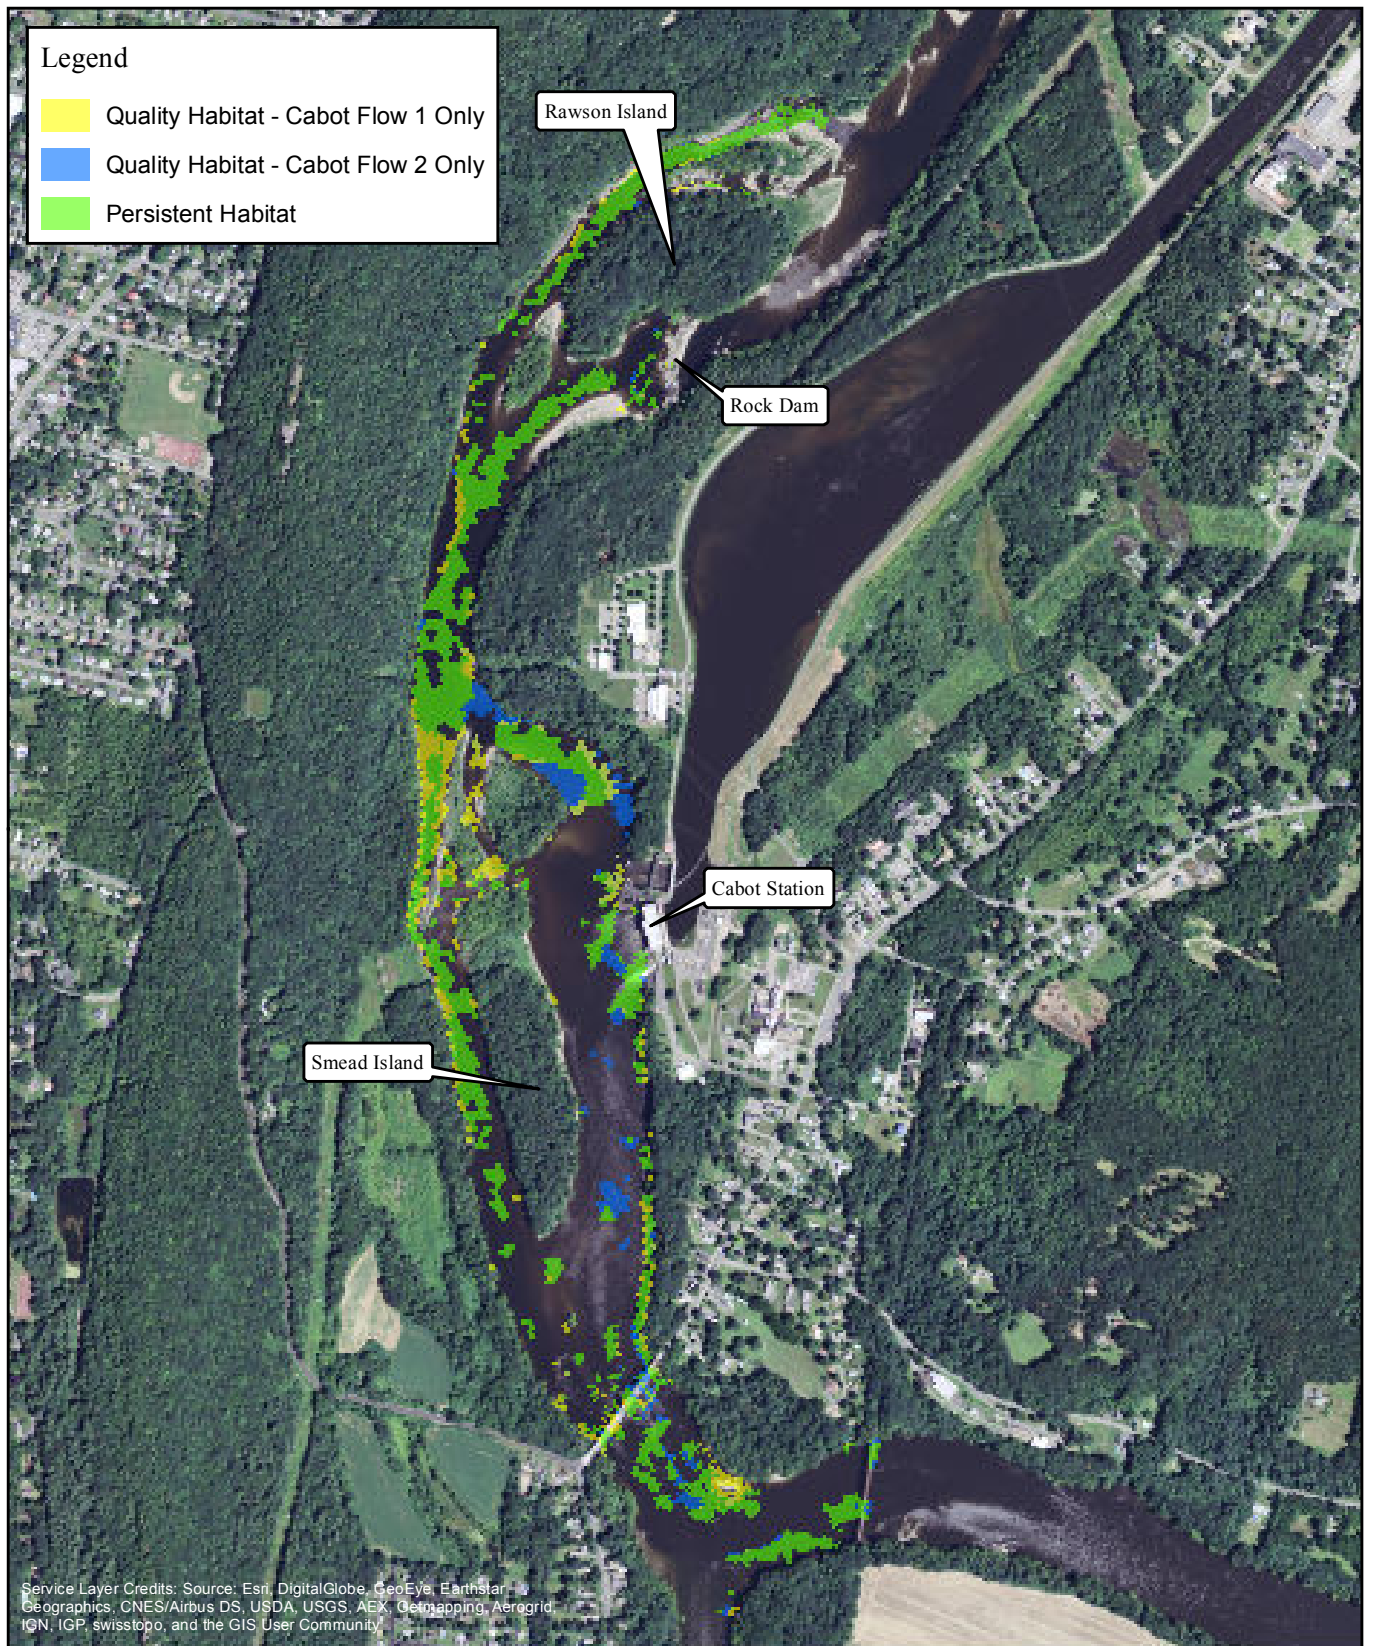 Legend
Quality Habitat - Cabot Flow 1 Only
Quality Habitat - Cabot Flow 2 Only
Persistent Habitat
Rawson Island
Rock Dam
Cabot Station
Smead Island
Service Layer Credits: Source: Esri, DigitalGlobe, GeoEye, Earthstar
Geographics, CNES/Airbus DS, USDA, USGS, AEX, Getmapping, Aerogrid,
IGN, IGP, swisstopo, and the GIS User Community